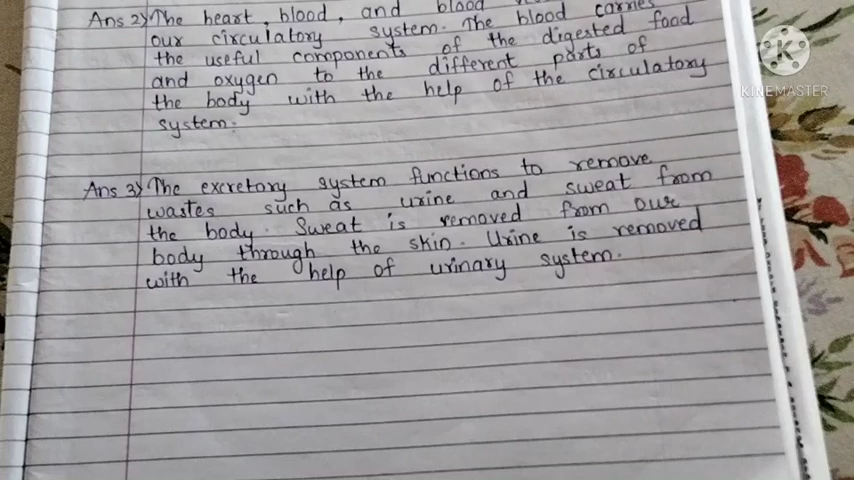 Ans 2) The heart, blood, and blood
our circulatory system. The blood carries
the useful components of the digested food
and oxygen to the different parts of
the body with the help of the circulatory
system.
KINEMASTER
Ans 3) The excretory system functions to remove
wastes such as urine and sweat from
the body. Sweat is removed from our
body through the skin. Urine is removed
with the help of urinary system.